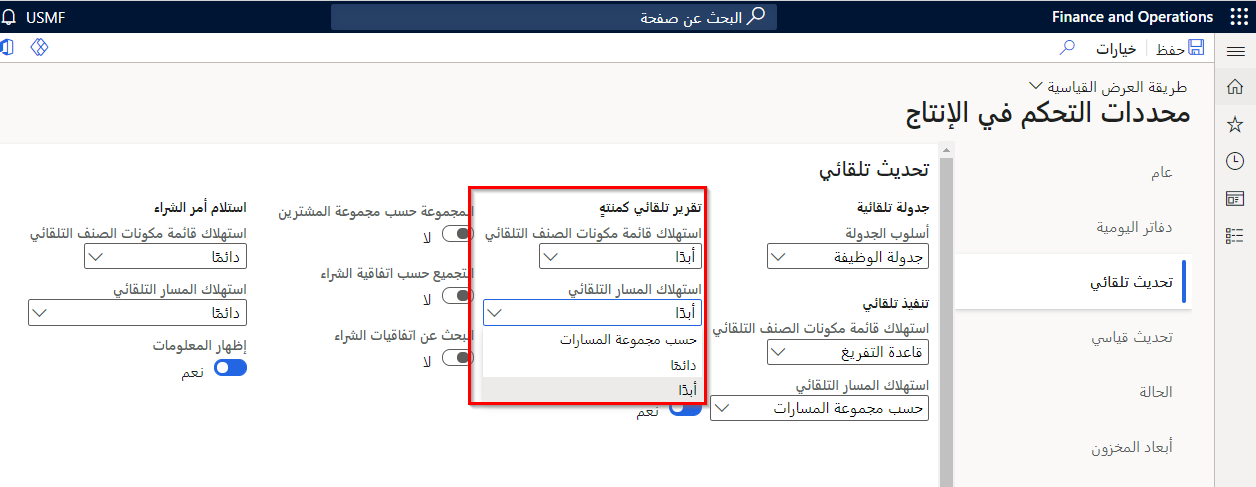 Finance and Operations
البحث عن صفحة
USMF
حفظ
خيارات
طريقة العرض القياسية
محددات التحكم في الإنتاج
عام
دفاتر اليومية
تحديث تلقائي
تحديث قياسي
الحالة
أبعاد المخزون
تحديث تلقائي
جدولة تلقائية
أسلوب الجدولة
جدولة الوظيفة
تنفيذ تلقائي
استهلاك قائمة مكونات الصنف التلقائي
قاعدة التفريغ
استهلاك المسار التلقائي
حسب مجموعة المسارات
تقرير تلقائي كمنتهٍ
استهلاك قائمة مكونات الصنف التلقائي
أبدًا
استهلاك المسار التلقائي
أبدًا
حسب مجموعة المسارات
دائمًا
أبدًا
نعم
المجموعة حسب مجموعة المشترين
لا
التجميع حسب اتفاقية الشراء
لا
البحث عن اتفاقيات الشراء
لا
استلام أمر الشراء
استهلاك قائمة مكونات الصنف التلقائي
دائمًا
استهلاك المسار التلقائي
دائمًا
إظهار المعلومات
نعم